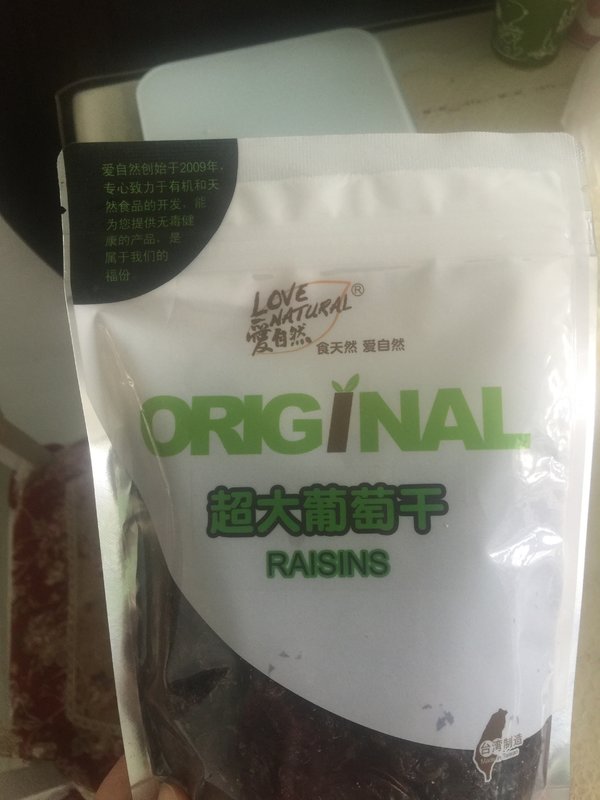 爱自然创始于2009年,
专心致力于有机和天
然食品的开发，能
为您提供无毒健
康的产品，是
属于我们的
福份
LOVE
NATURAL®
愛自然
食天然 爱自然
ORIGINAL
超大葡萄干
RAISINS
台湾制造